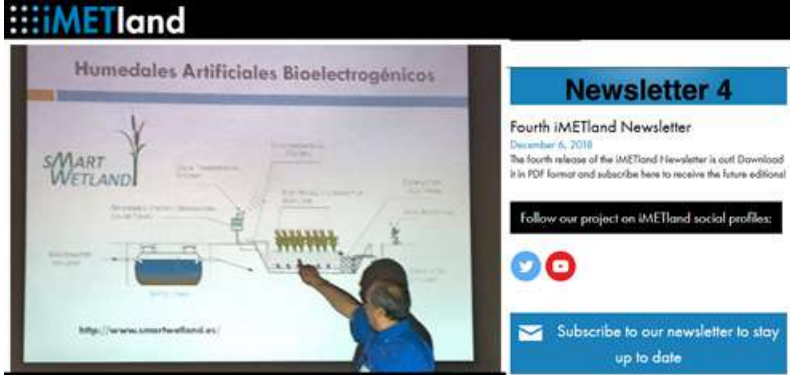 iMETland
Humedales Artificiales Bioelectrogénicos
SMART
WETLAND
http://www.smartwetland.es/
Newsletter 4
Fourth iMETland Newsletter
December 6, 2018
The fourth release of the iMETland Newsletter is out! Download
it in PDF format and subscribe here to receive the future editions!
Follow our project on iMETland social profiles:
Subscribe to our newsletter to stay
up to date